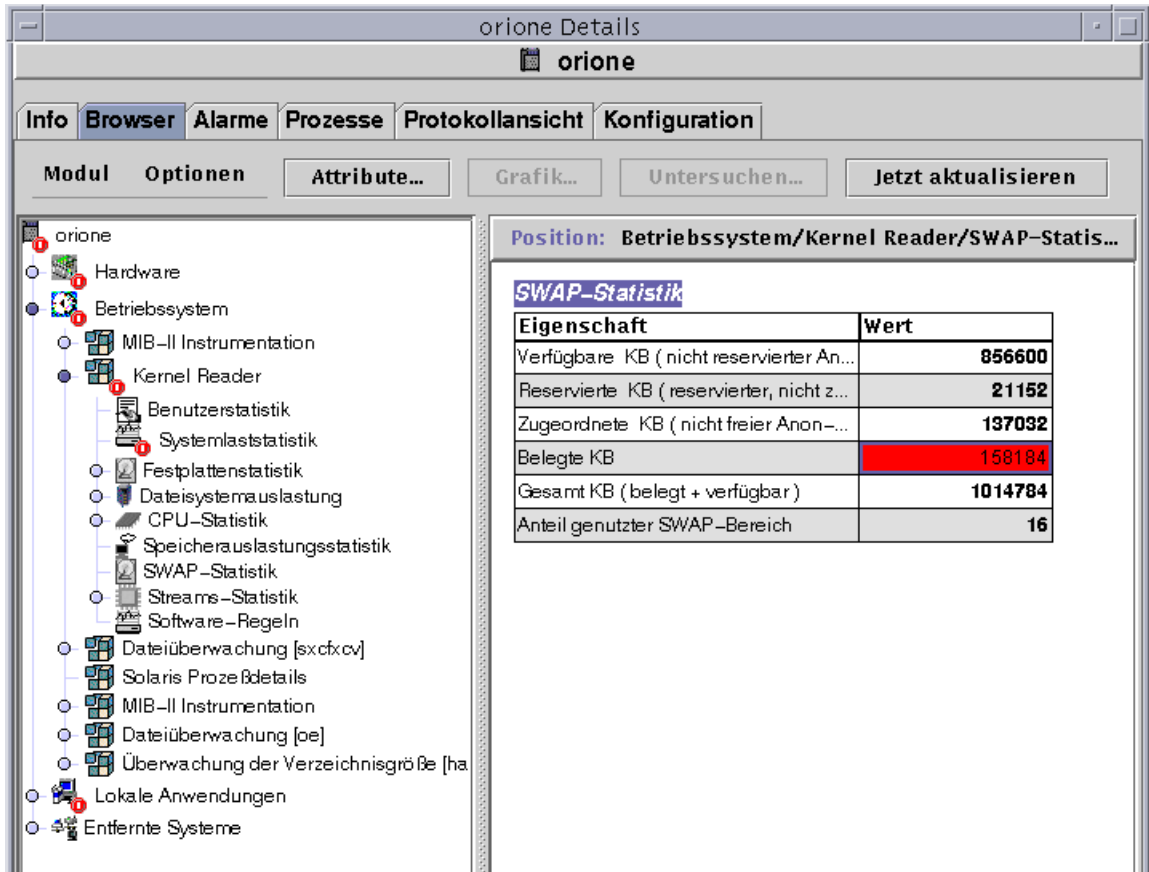 orione Details
orione
Info Browser Alarme Prozesse Protokollansicht Konfiguration
Modul Optionen Attribute... Grafik... Untersuchen... Jetzt aktualisieren
orione
Hardware
Betriebssystem
MIB-II Instrumentation
Kernel Reader
Benutzerstatistik
Systemlaststatistik
Festplattenstatistik
Dateisystemauslastung
CPU-Statistik
Speicherauslastungsstatistik
SWAP-Statistik
Streams-Statistik
Software-Regeln
Dateiüberwachung [sxcfxcv]
Solaris Prozeßdetails
MIB-II Instrumentation
Dateiüberwachung [oe]
Überwachung der Verzeichnisgröße [ha
Lokale Anwendungen
Entfernte Systeme
Position: Betriebssystem/Kernel Reader/SWAP-Statis...
SWAP-Statistik
Eigenschaft Wert
Verfügbare KB ( nicht reservierter An... 856600
Reservierte KB ( reservierter, nicht z... 21152
Zugeordnete KB ( nicht freier Anon-... 137032
Belegte KB 158184
Gesamt KB ( belegt + verfügbar ) 1014784
Anteil genutzter SWAP-Bereich 16